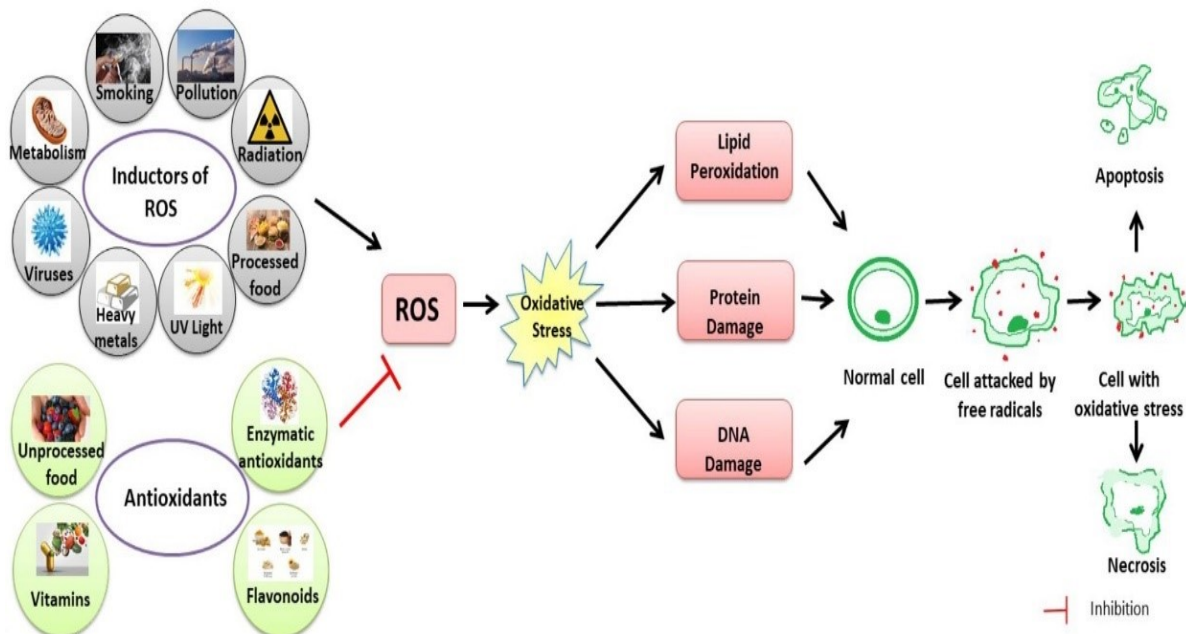 Smoking
Pollution
Metabolism
Radiation
Inductors of
ROS
Viruses
Processed
food
Heavy
metals
UV Light
ROS
Oxidative
Stress
Lipid
Peroxidation
Protein
Damage
DNA
Damage
Normal cell
Cell attacked by
free radicals
Cell with
oxidative stress
Apoptosis
Necrosis
Unprocessed
food
Enzymatic
antioxidants
Antioxidants
Vitamins
Flavonoids
Inhibition